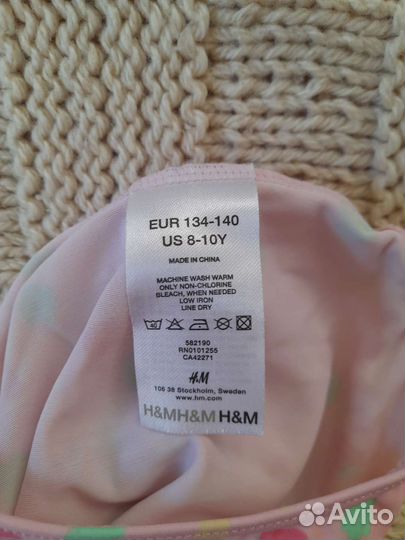 EUR 134-140
US 8-10Y
MADE IN CHINA
MACHINE WASH WARM
ONLY NON-CHLORINE
BLEACH, WHEN NEEDED
LOW IRON
LINE DRY
582190
RN0101255
CA42271
H&M
106 38 Stockholm, Sweden
www.hm.com
H&MH&MH&M
Avito